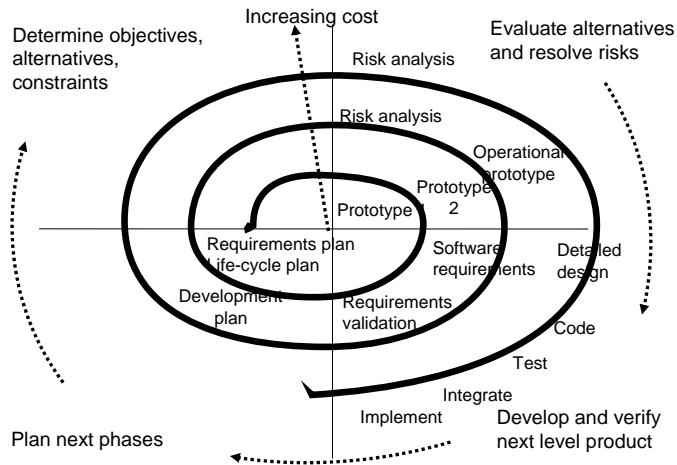 Increasing cost
Determine objectives,
alternatives,
constraints
Evaluate alternatives
and resolve risks
Risk analysis
Risk analysis
Operational
prototype
Prototype
2
Prototype 1
Requirements plan
Life-cycle plan
Software
requirements
Detailed
design
Development
plan
Requirements
validation
Code
Test
Integrate
Implement
Develop and verify
next level product
Plan next phases